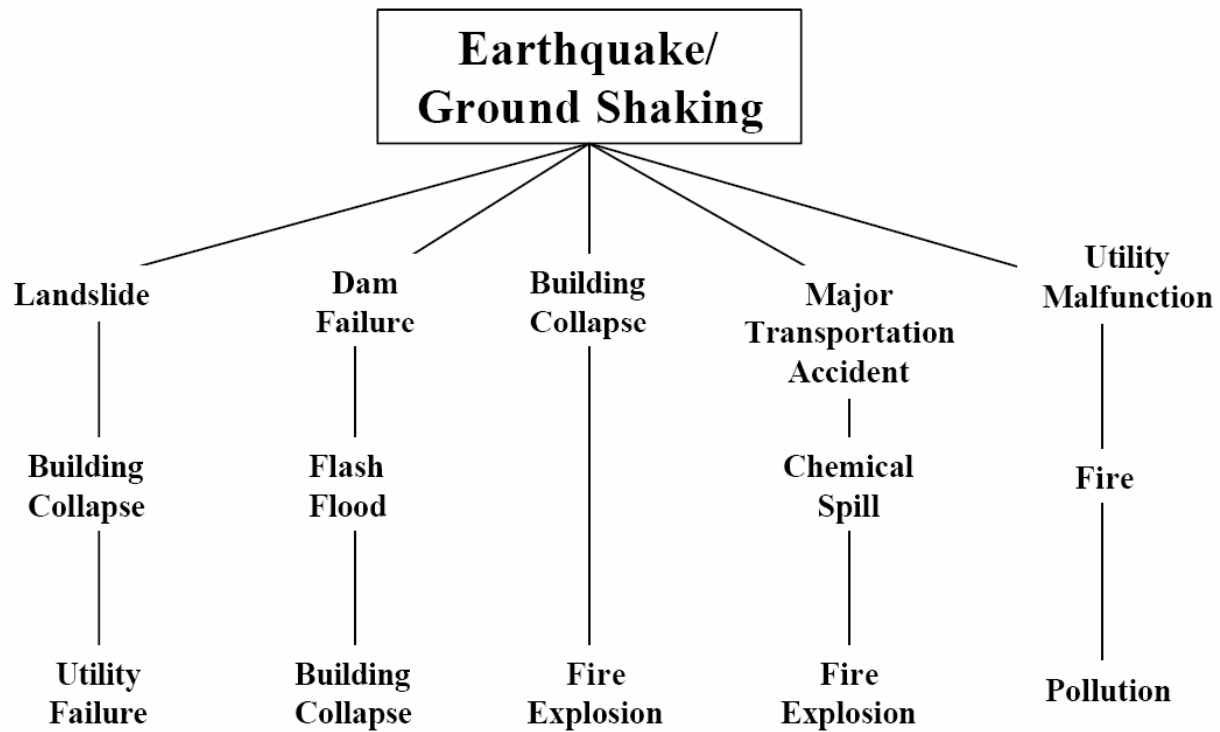 Earthquake/
Ground Shaking
Landslide
Dam
Failure
Building
Collapse
Major
Transportation
Accident
Utility
Malfunction
Building
Collapse
Flash
Flood
Chemical
Spill
Fire
Utility
Failure
Building
Collapse
Fire
Explosion
Fire
Explosion
Pollution